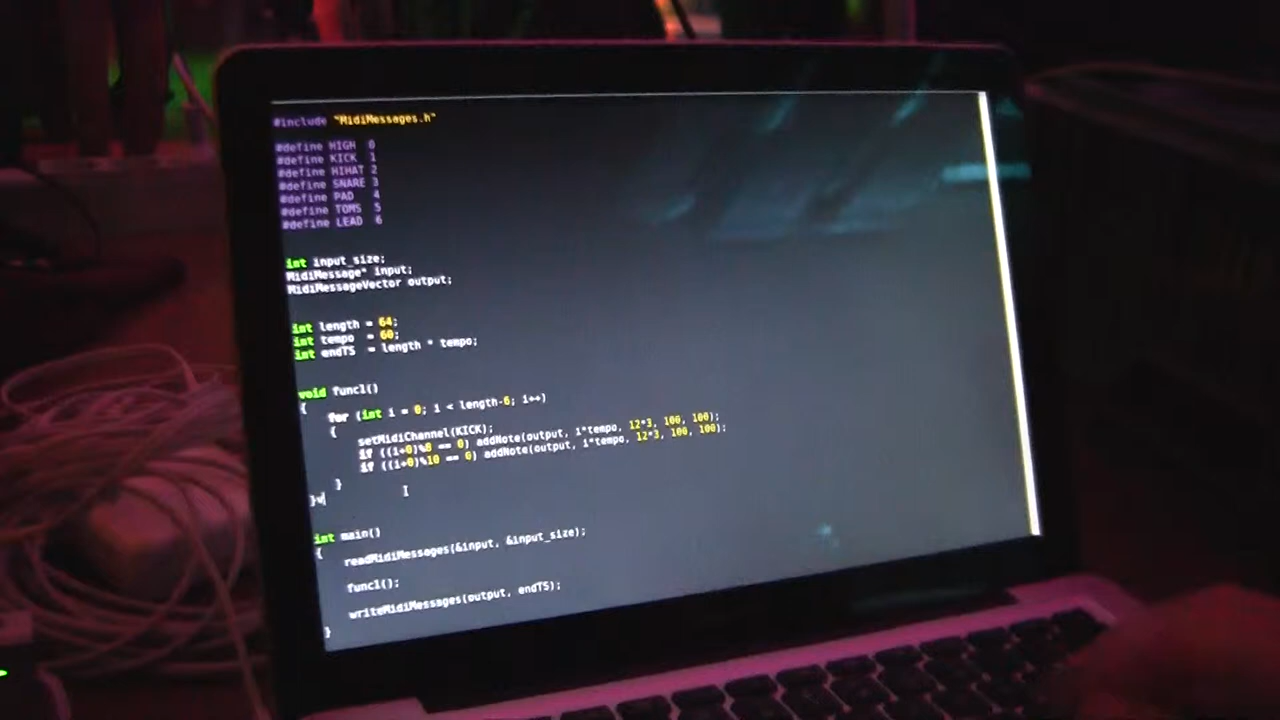 #include "MidiMessages.h"
#define HIGH 0
#define KICK 1
#define HIHAT 2
#define SNARE 3
#define PAD 4
#define TOMS 5
#define LEAD 6
int input_size;
MidiMessage* input;
MidiMessageVector output;
int length = 64;
int tempo = 60;
int endTS = length * tempo;
void func1()
{
for (int i = 0; i < length-6; i++)
{
setMidiChannel(KICK);
if ((i+0)%8 == 0) addNote(output, i*tempo, 12*3, 100, 100);
if ((i+0)%10 == 0) addNote(output, i*tempo, 12*3, 100, 100);
}
}v
int main()
{
readMidiMessages(&input, &input_size);
func1();
writeMidiMessages(output, endTS);
}